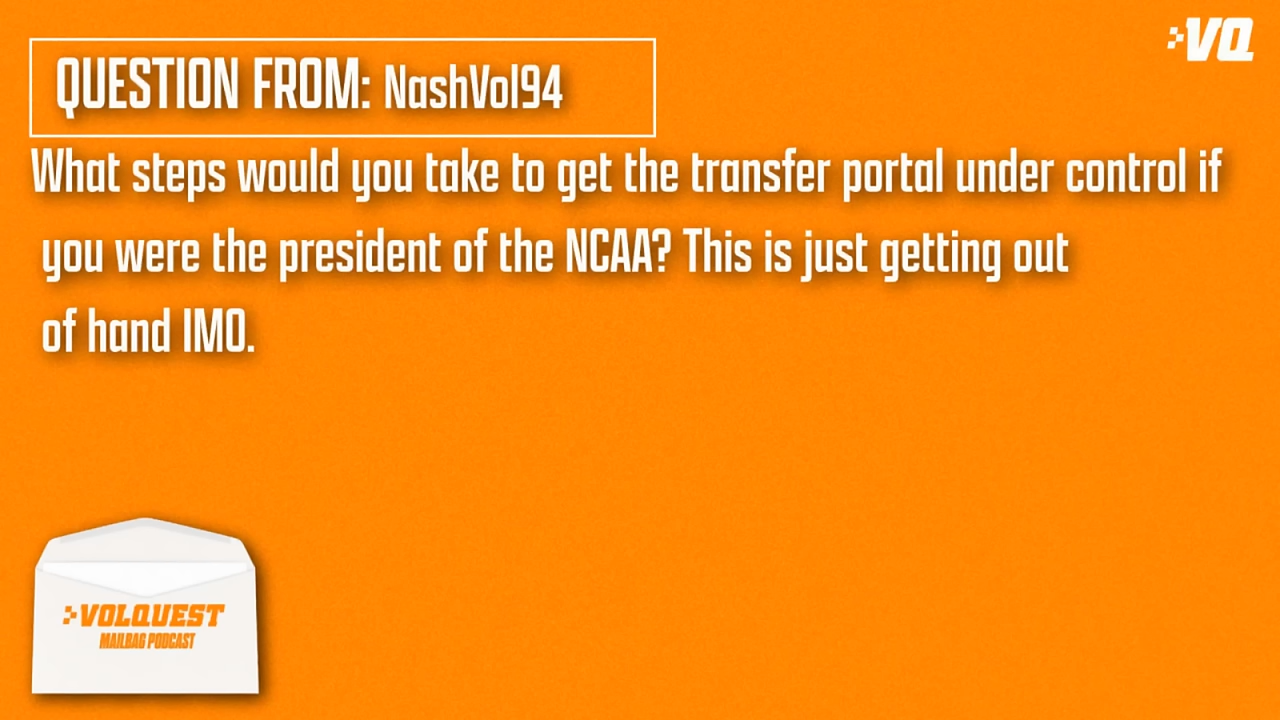 VQ
QUESTION FROM: NashVol94
What steps would you take to get the transfer portal under control if
you were the president of the NCAA? This is just getting out
of hand IMO.
VOLQUEST
MAILBAG PODCAST